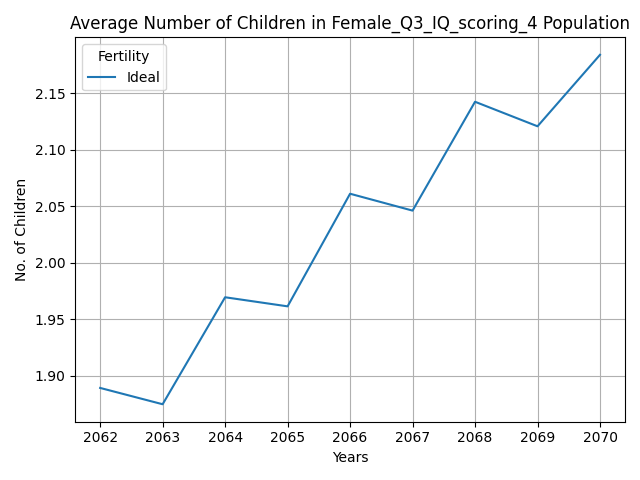 Average Number of Children in Female_Q3_IQ_scoring_4 Population
Fertility
Ideal
No. of Children
2.15
2.10
2.05
2.00
1.95
1.90
2062 2063 2064 2065 2066 2067 2068 2069 2070
Years